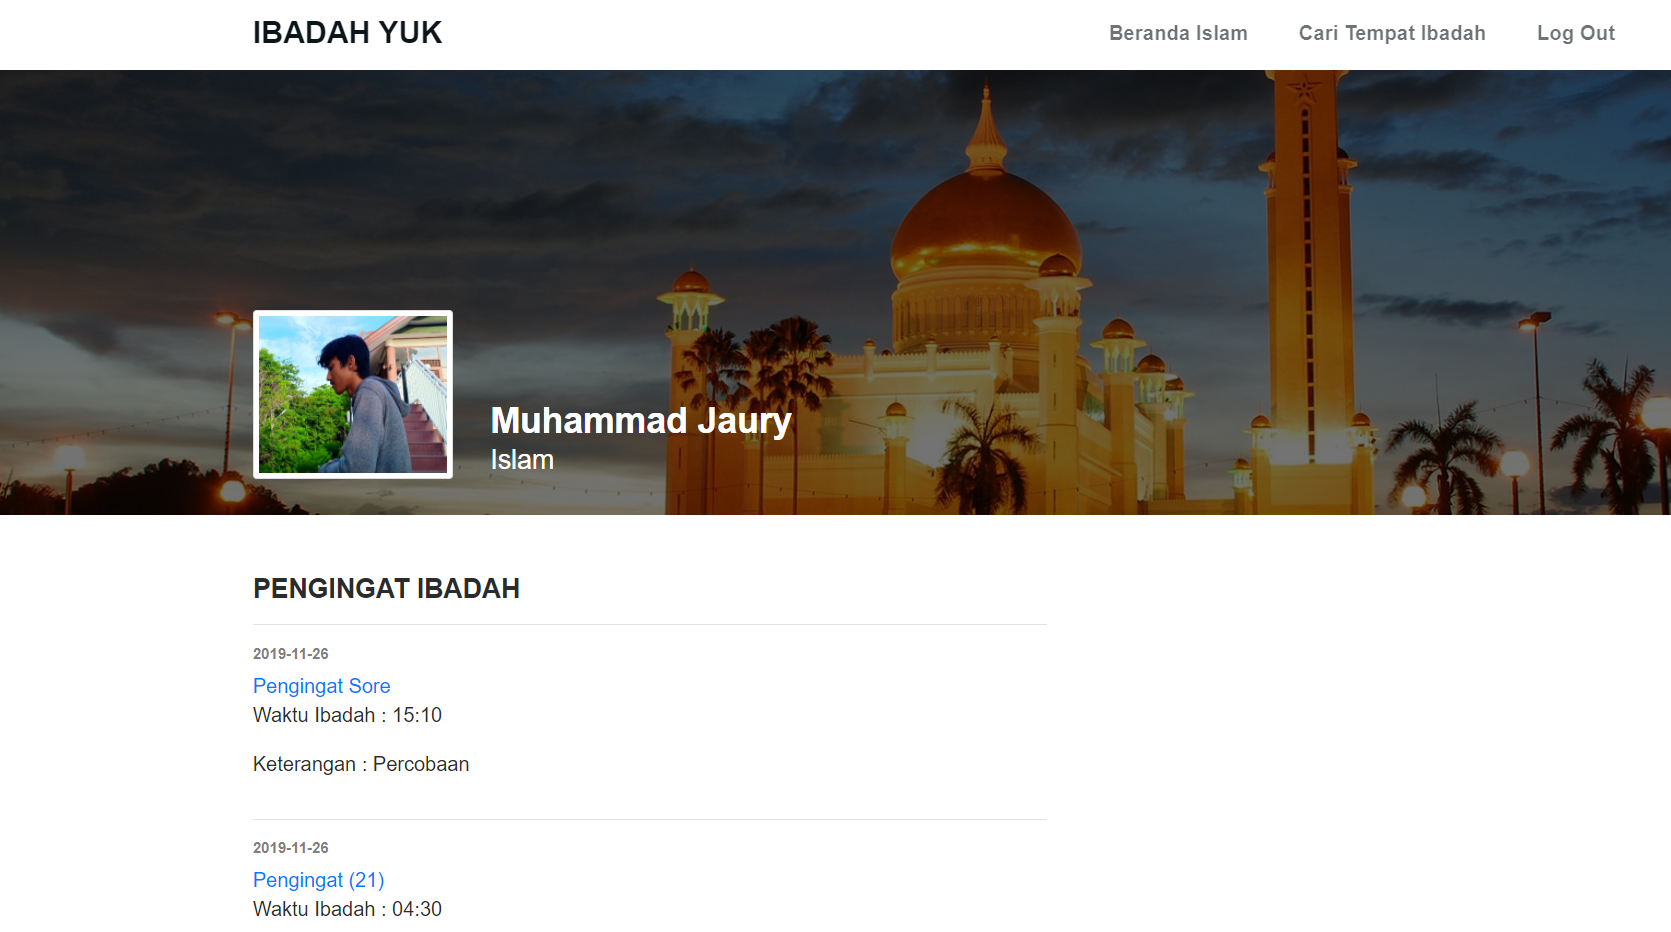 IBADAH YUK
Beranda Islam Cari Tempat Ibadah Log Out
Muhammad Jaury
Islam
PENGINGAT IBADAH
2019-11-26
Pengingat Sore
Waktu Ibadah : 15:10
Keterangan : Percobaan
2019-11-26
Pengingat (21)
Waktu Ibadah : 04:30